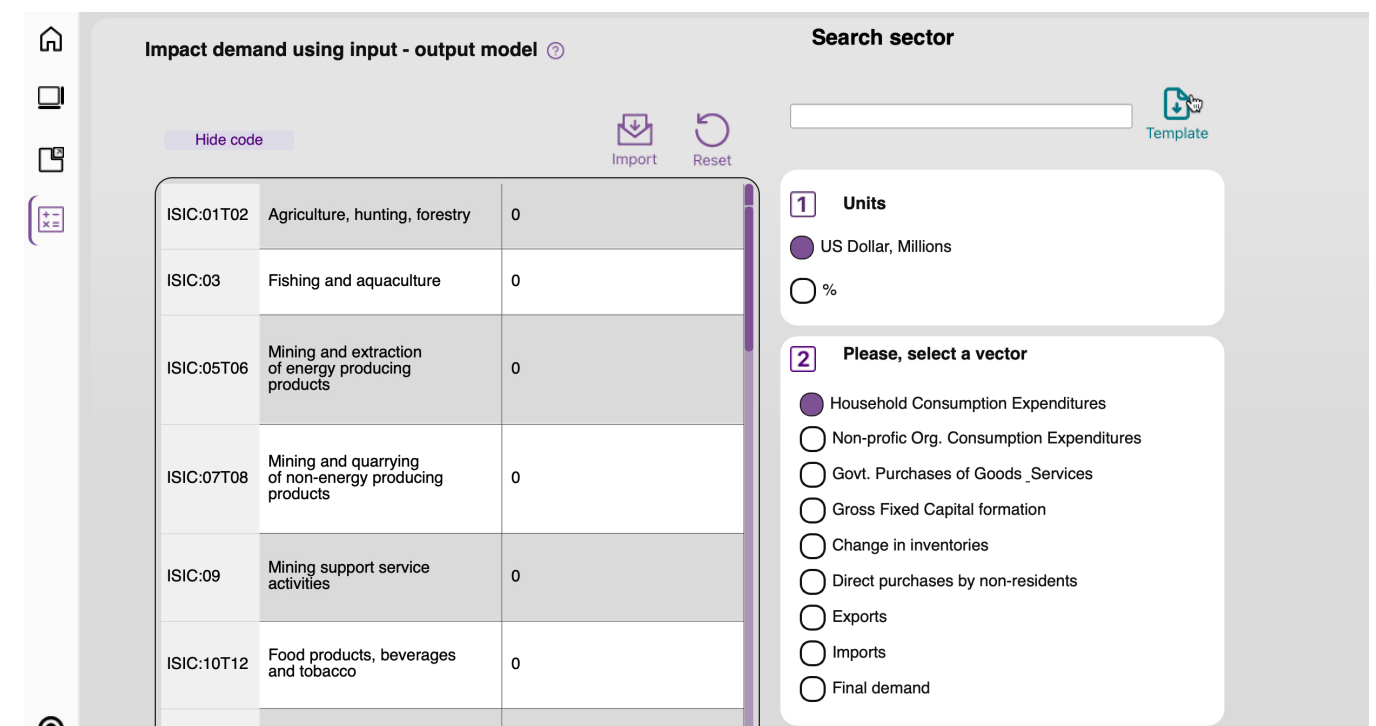 Impact demand using input - output model ?
Search sector
Hide code
Import
Reset
Template
ISIC:01T02 Agriculture, hunting, forestry 0
ISIC:03 Fishing and aquaculture 0
ISIC:05T06 Mining and extraction
of energy producing
products 0
ISIC:07T08 Mining and quarrying
of non-energy producing
products 0
ISIC:09 Mining support service
activities 0
ISIC:10T12 Food products, beverages
and tobacco 0
1 Units
US Dollar, Millions
%
2 Please, select a vector
Household Consumption Expenditures
Non-profic Org. Consumption Expenditures
Govt. Purchases of Goods _Services
Gross Fixed Capital formation
Change in inventories
Direct purchases by non-residents
Exports
Imports
Final demand